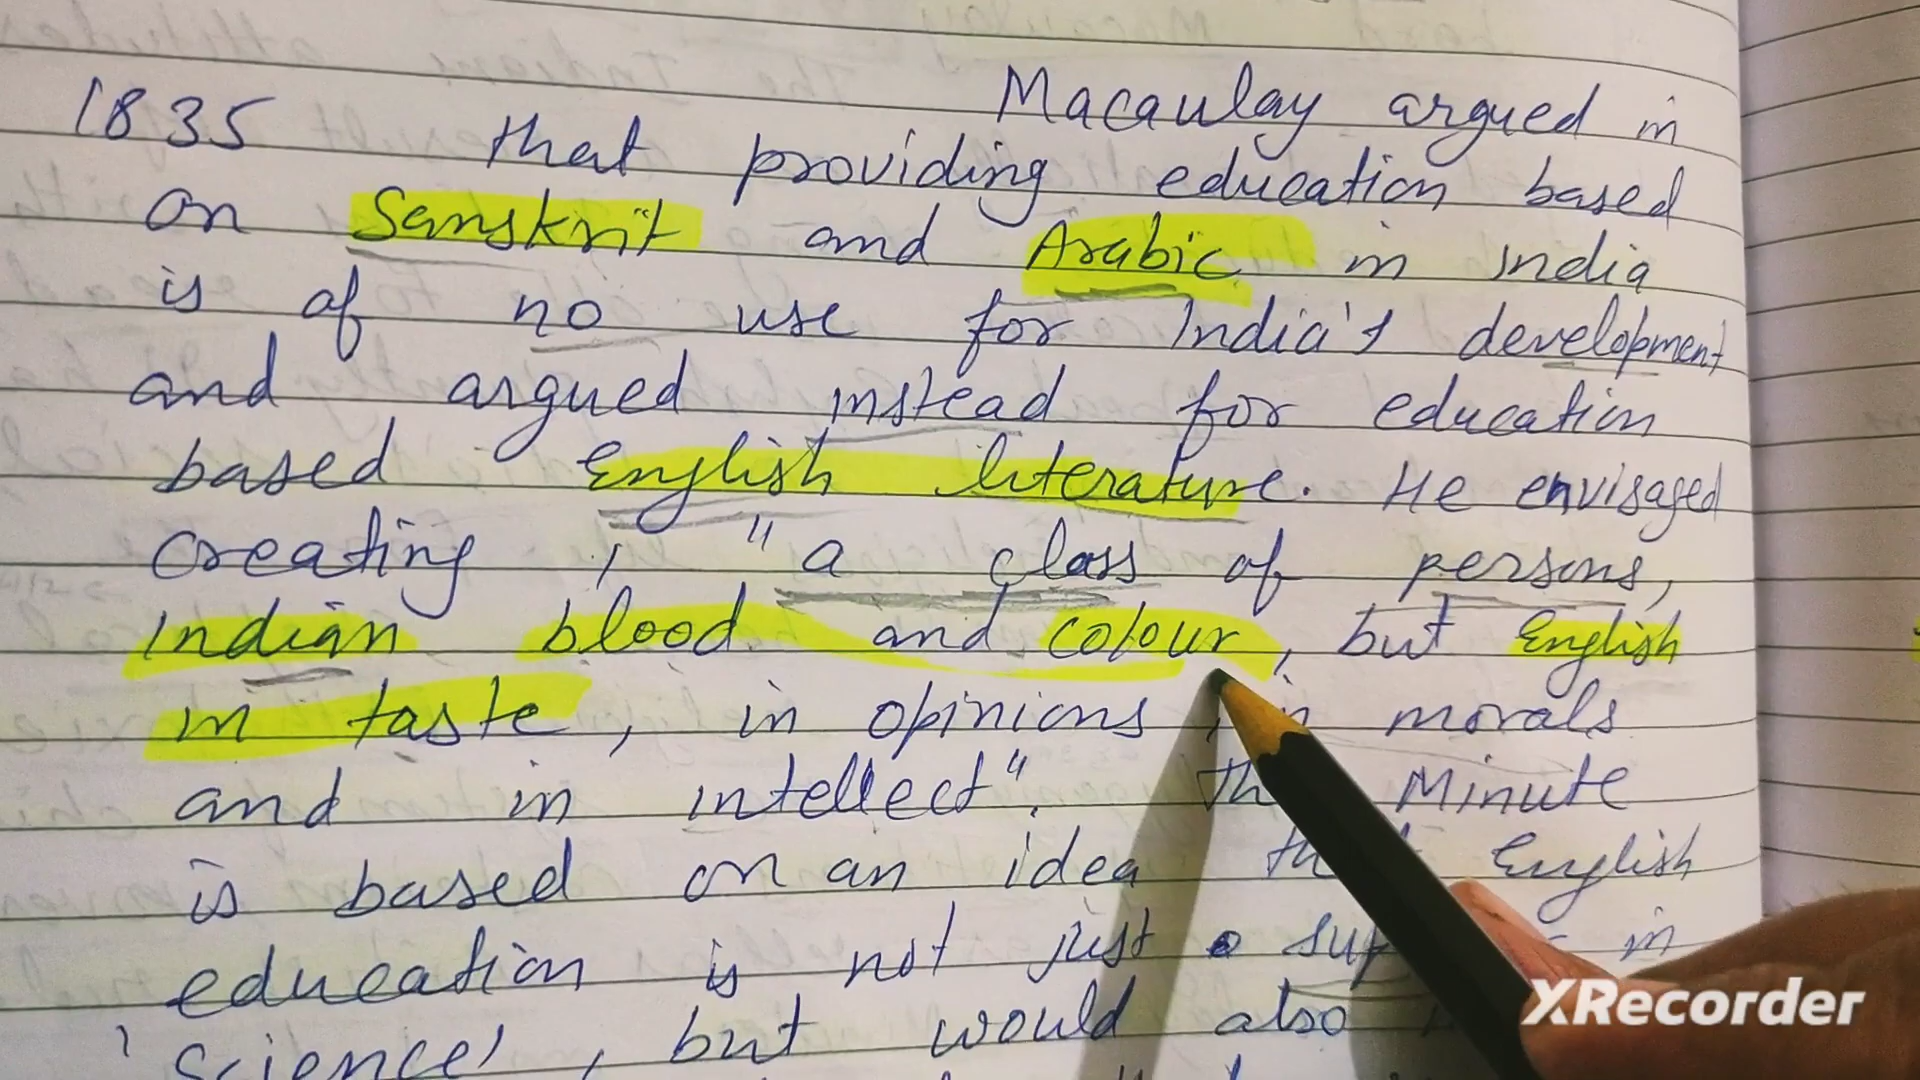 Macaulay argued in
1835 that providing education based
on Sanskrit and Arabic in India
is of no use for India's development
and argued instead for education
based English literature. He envisaged
creating, "a class of persons,
Indian blood and colour, but English
in taste, in opinions, in morals
and in intellect". The Minute
is based on an idea that English
education is not just in
'science', but would also
XRecorder